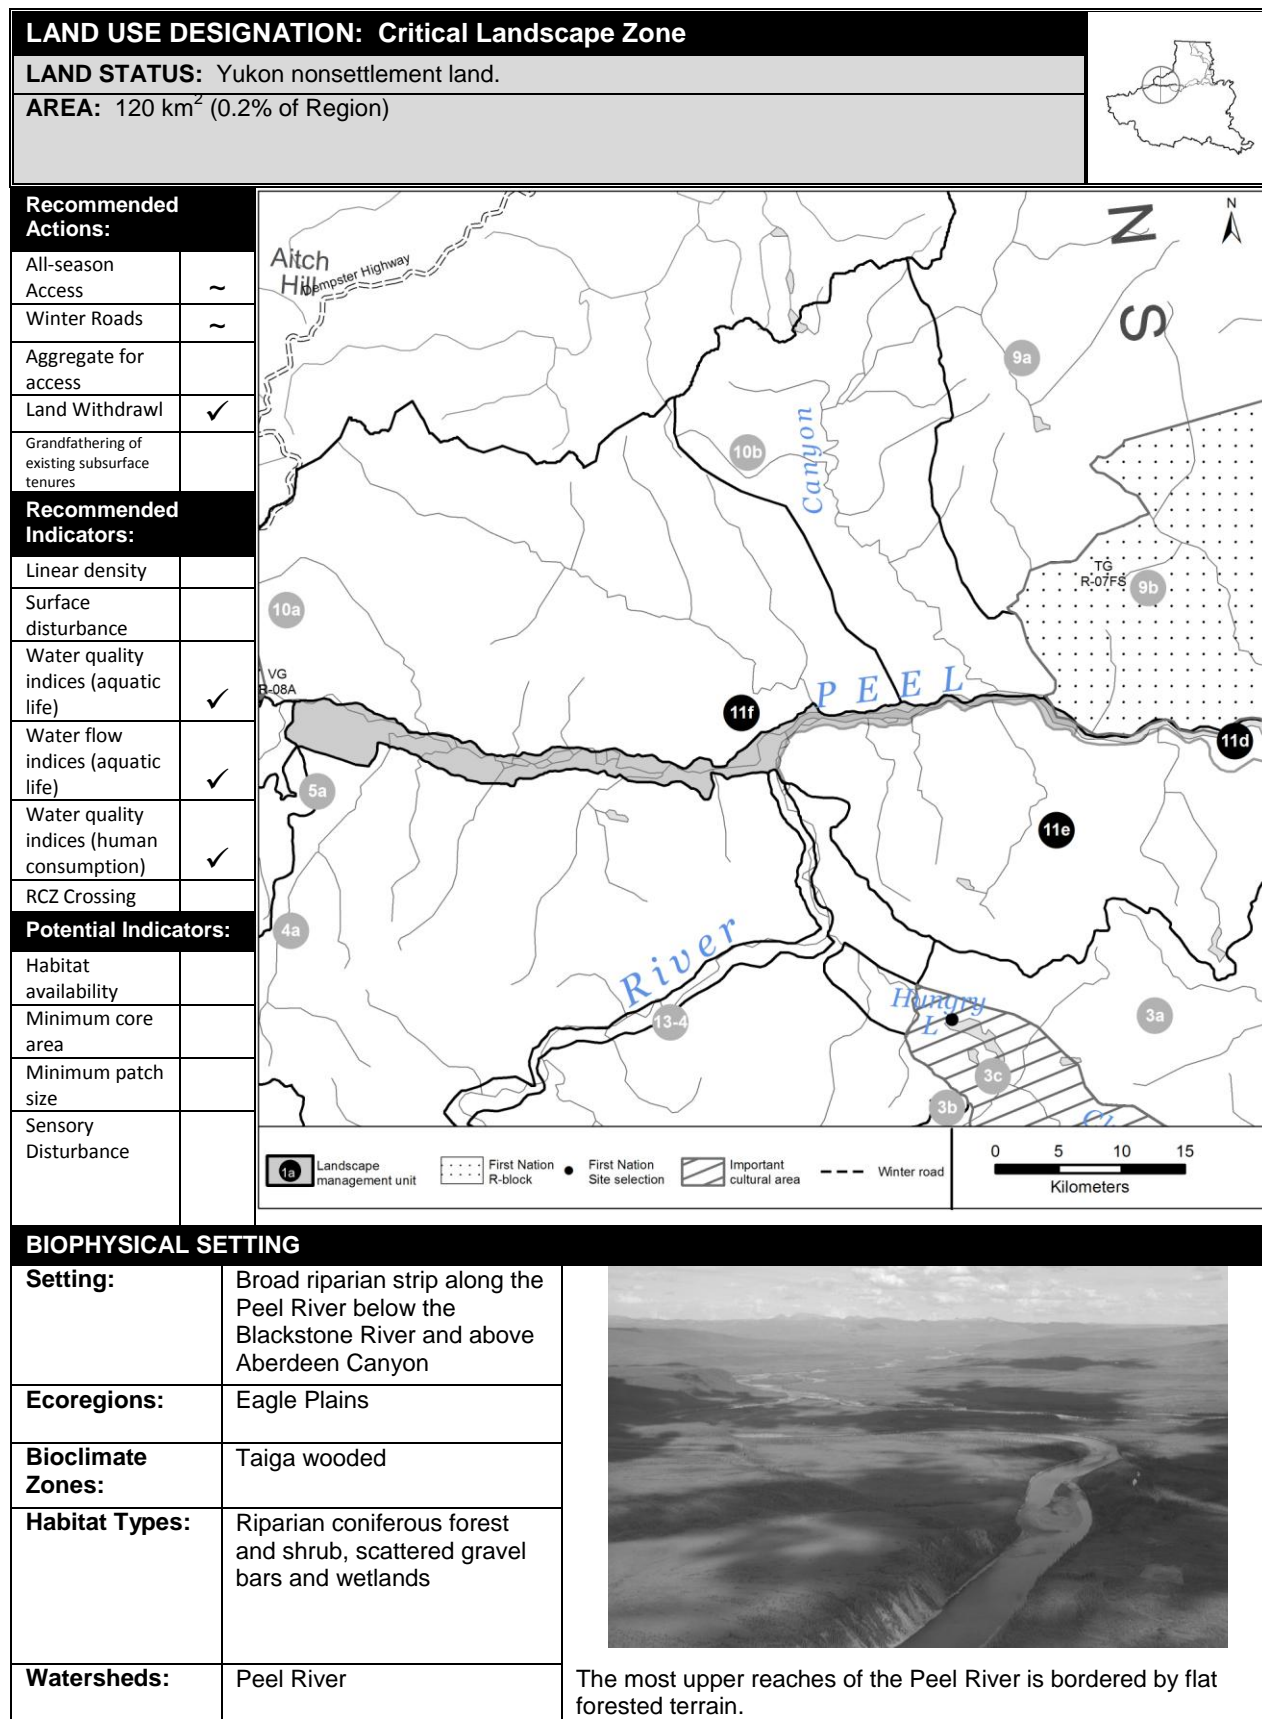 LAND USE DESIGNATION: Critical Landscape Zone
LAND STATUS: Yukon nonsettlement land.
AREA: 120 km² (0.2% of Region)
Recommended
Actions:
All-season
Access
~
Winter Roads
~
Aggregate for
access
Land Withdrawl
✓
Grandfathering of
existing subsurface
tenures
Recommended
Indicators:
Linear density
Surface
disturbance
Water quality
indices (aquatic
life)
✓
Water flow
indices (aquatic
life)
✓
Water quality
indices (human
consumption)
✓
RCZ Crossing
Potential Indicators:
Habitat
availability
Minimum core
area
Minimum patch
size
Sensory
Disturbance
Aitch
Hill
Dempster Highway
N
S
N
9a
10b
Canyon
TG
R-07FS
9b
10a
VG
R-08A
PEEL
11f
11d
5a
11e
4a
River
13-4
Hungry
L
3a
3c
3b
1a
Landscape
management unit
First Nation
R-block
First Nation
Site selection
Important
cultural area
Winter road
0 5 10 15
Kilometers
BIOPHYSICAL SETTING
Setting:
Broad riparian strip along the
Peel River below the
Blackstone River and above
Aberdeen Canyon
Ecoregions:
Eagle Plains
Bioclimate
Zones:
Taiga wooded
Habitat Types:
Riparian coniferous forest
and shrub, scattered gravel
bars and wetlands
Watersheds:
Peel River
The most upper reaches of the Peel River is bordered by flat
forested terrain.